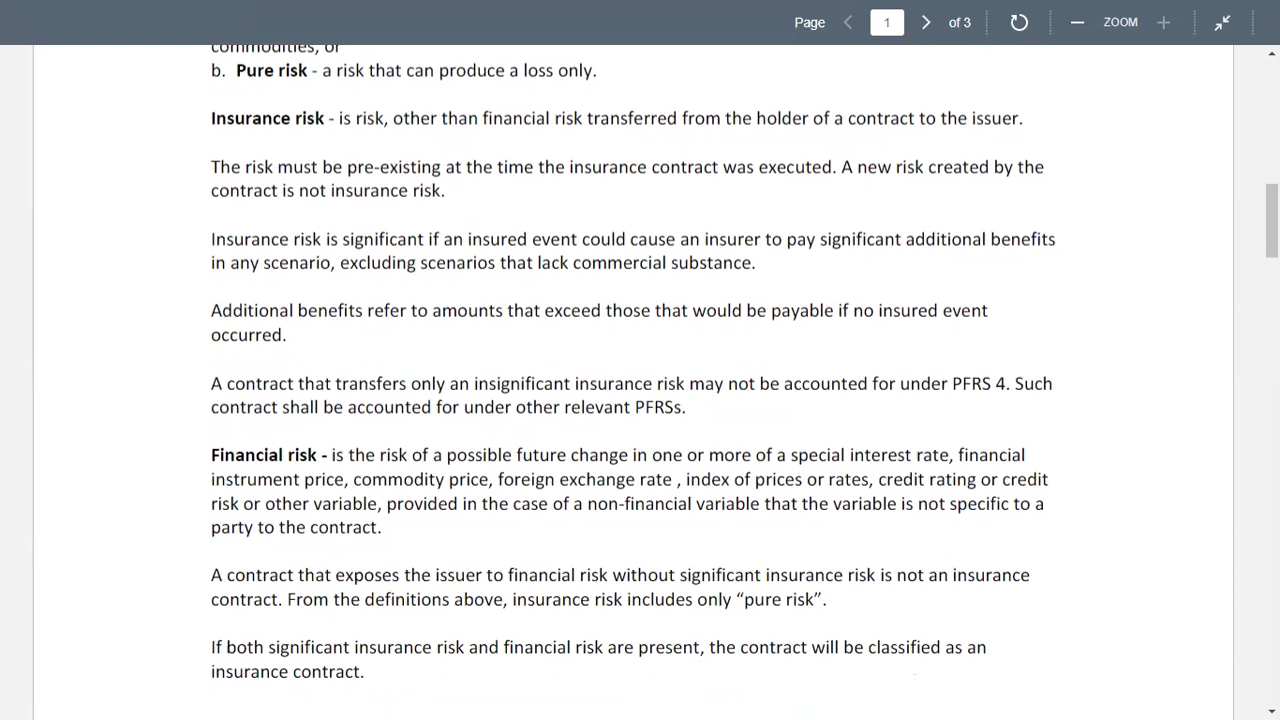 Page 1 of 3 ZOOM
commodities, or
b. Pure risk - a risk that can produce a loss only.
Insurance risk - is risk, other than financial risk transferred from the holder of a contract to the issuer.
The risk must be pre-existing at the time the insurance contract was executed. A new risk created by the
contract is not insurance risk.
Insurance risk is significant if an insured event could cause an insurer to pay significant additional benefits
in any scenario, excluding scenarios that lack commercial substance.
Additional benefits refer to amounts that exceed those that would be payable if no insured event
occurred.
A contract that transfers only an insignificant insurance risk may not be accounted for under PFRS 4. Such
contract shall be accounted for under other relevant PFRSs.
Financial risk - is the risk of a possible future change in one or more of a special interest rate, financial
instrument price, commodity price, foreign exchange rate , index of prices or rates, credit rating or credit
risk or other variable, provided in the case of a non-financial variable that the variable is not specific to a
party to the contract.
A contract that exposes the issuer to financial risk without significant insurance risk is not an insurance
contract. From the definitions above, insurance risk includes only “pure risk”.
If both significant insurance risk and financial risk are present, the contract will be classified as an
insurance contract.